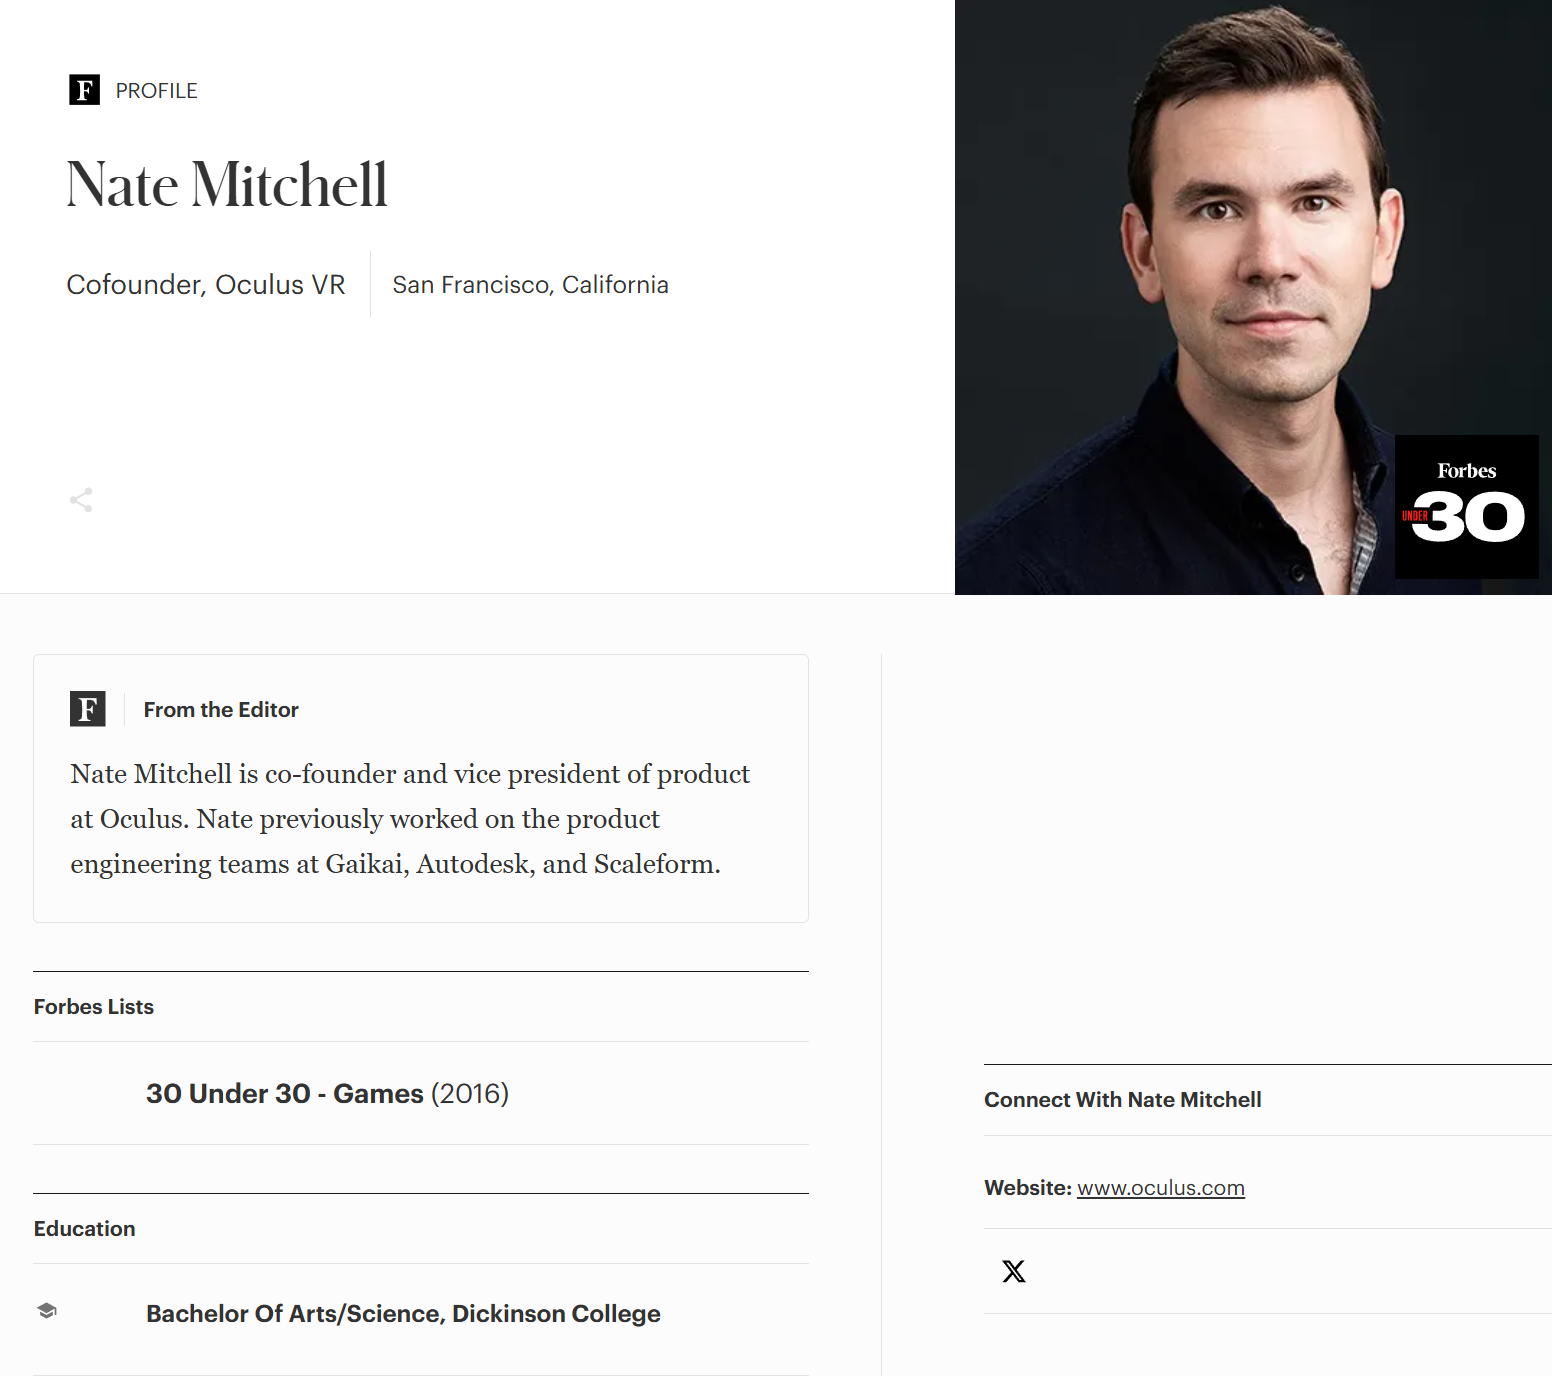 F PROFILE
Nate Mitchell
Cofounder, Oculus VR
San Francisco, California
Forbes
UNDER 30
F From the Editor
Nate Mitchell is co-founder and vice president of product
at Oculus. Nate previously worked on the product
engineering teams at Gaikai, Autodesk, and Scaleform.
Forbes Lists
30 Under 30 - Games (2016)
Education
Bachelor Of Arts/Science, Dickinson College
Connect With Nate Mitchell
Website: www.oculus.com
X